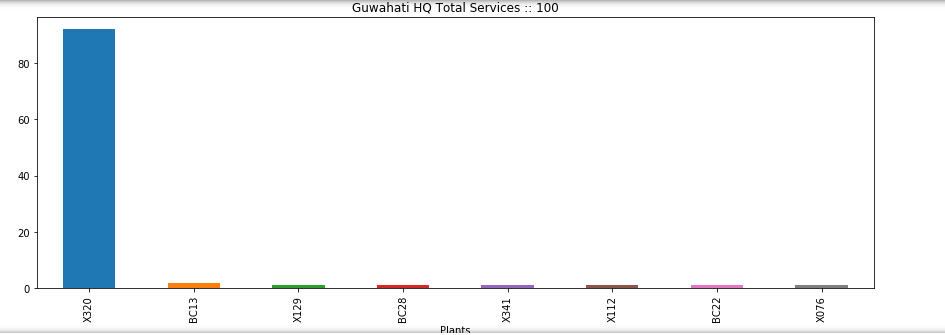 Guwahati HQ Total Services :: 100
80
60
40
20
0
X320
BC13
X129
BC28
X341
X112
BC22
X076
Plants